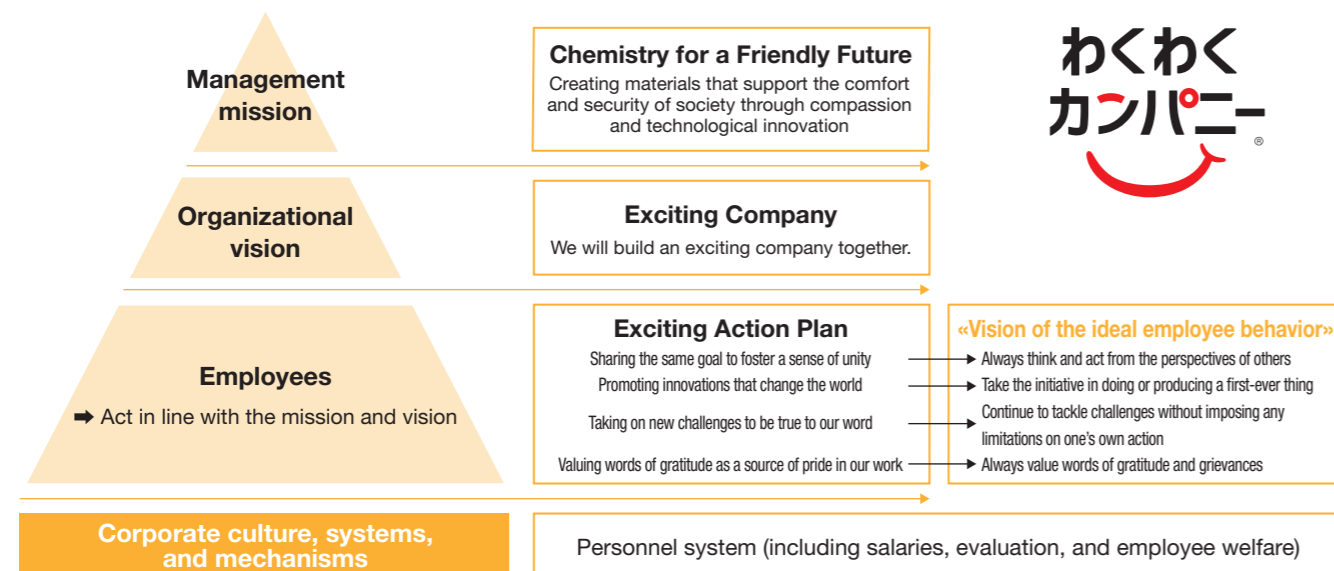 Management
mission
Chemistry for a Friendly Future
Creating materials that support the comfort
and security of society through compassion
and technological innovation
わくわく
カンパニー
®
Organizational
vision
Exciting Company
We will build an exciting company together.
Employees
➡ Act in line with the mission and vision
Exciting Action Plan
Sharing the same goal to foster a sense of unity
Promoting innovations that change the world
Taking on new challenges to be true to our word
Valuing words of gratitude as a source of pride in our work
«Vision of the ideal employee behavior»
Always think and act from the perspectives of others
Take the initiative in doing or producing a first-ever thing
Continue to tackle challenges without imposing any
limitations on one's own action
Always value words of gratitude and grievances
Corporate culture, systems,
and mechanisms
Personnel system (including salaries, evaluation, and employee welfare)